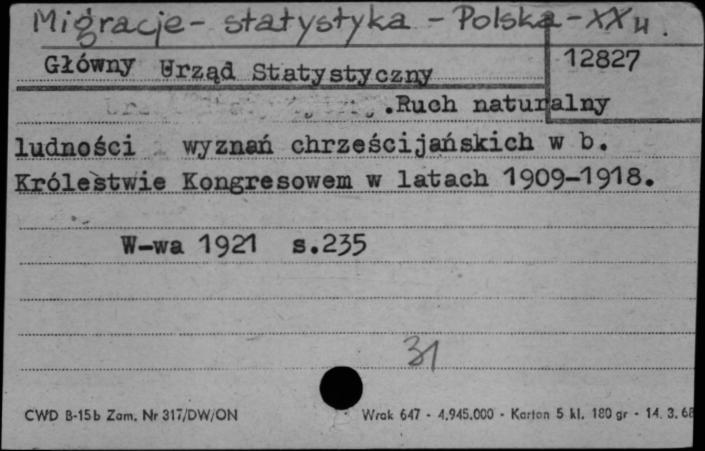 Migracje - statystyka - Polska - XX w.
Główny Urząd Statystyczny
12827
.Ruch naturalny
ludności wyznań chrześcijańskich w b.
Królestwie Kongresowem w latach 1909-1918.
W-wa 1921 s.235
31
CWD B-15b Zam. Nr 317/DW/ON
Wrak 647 - 4.945.000 - Karton 5 kl. 180 gr - 14. 3. 68